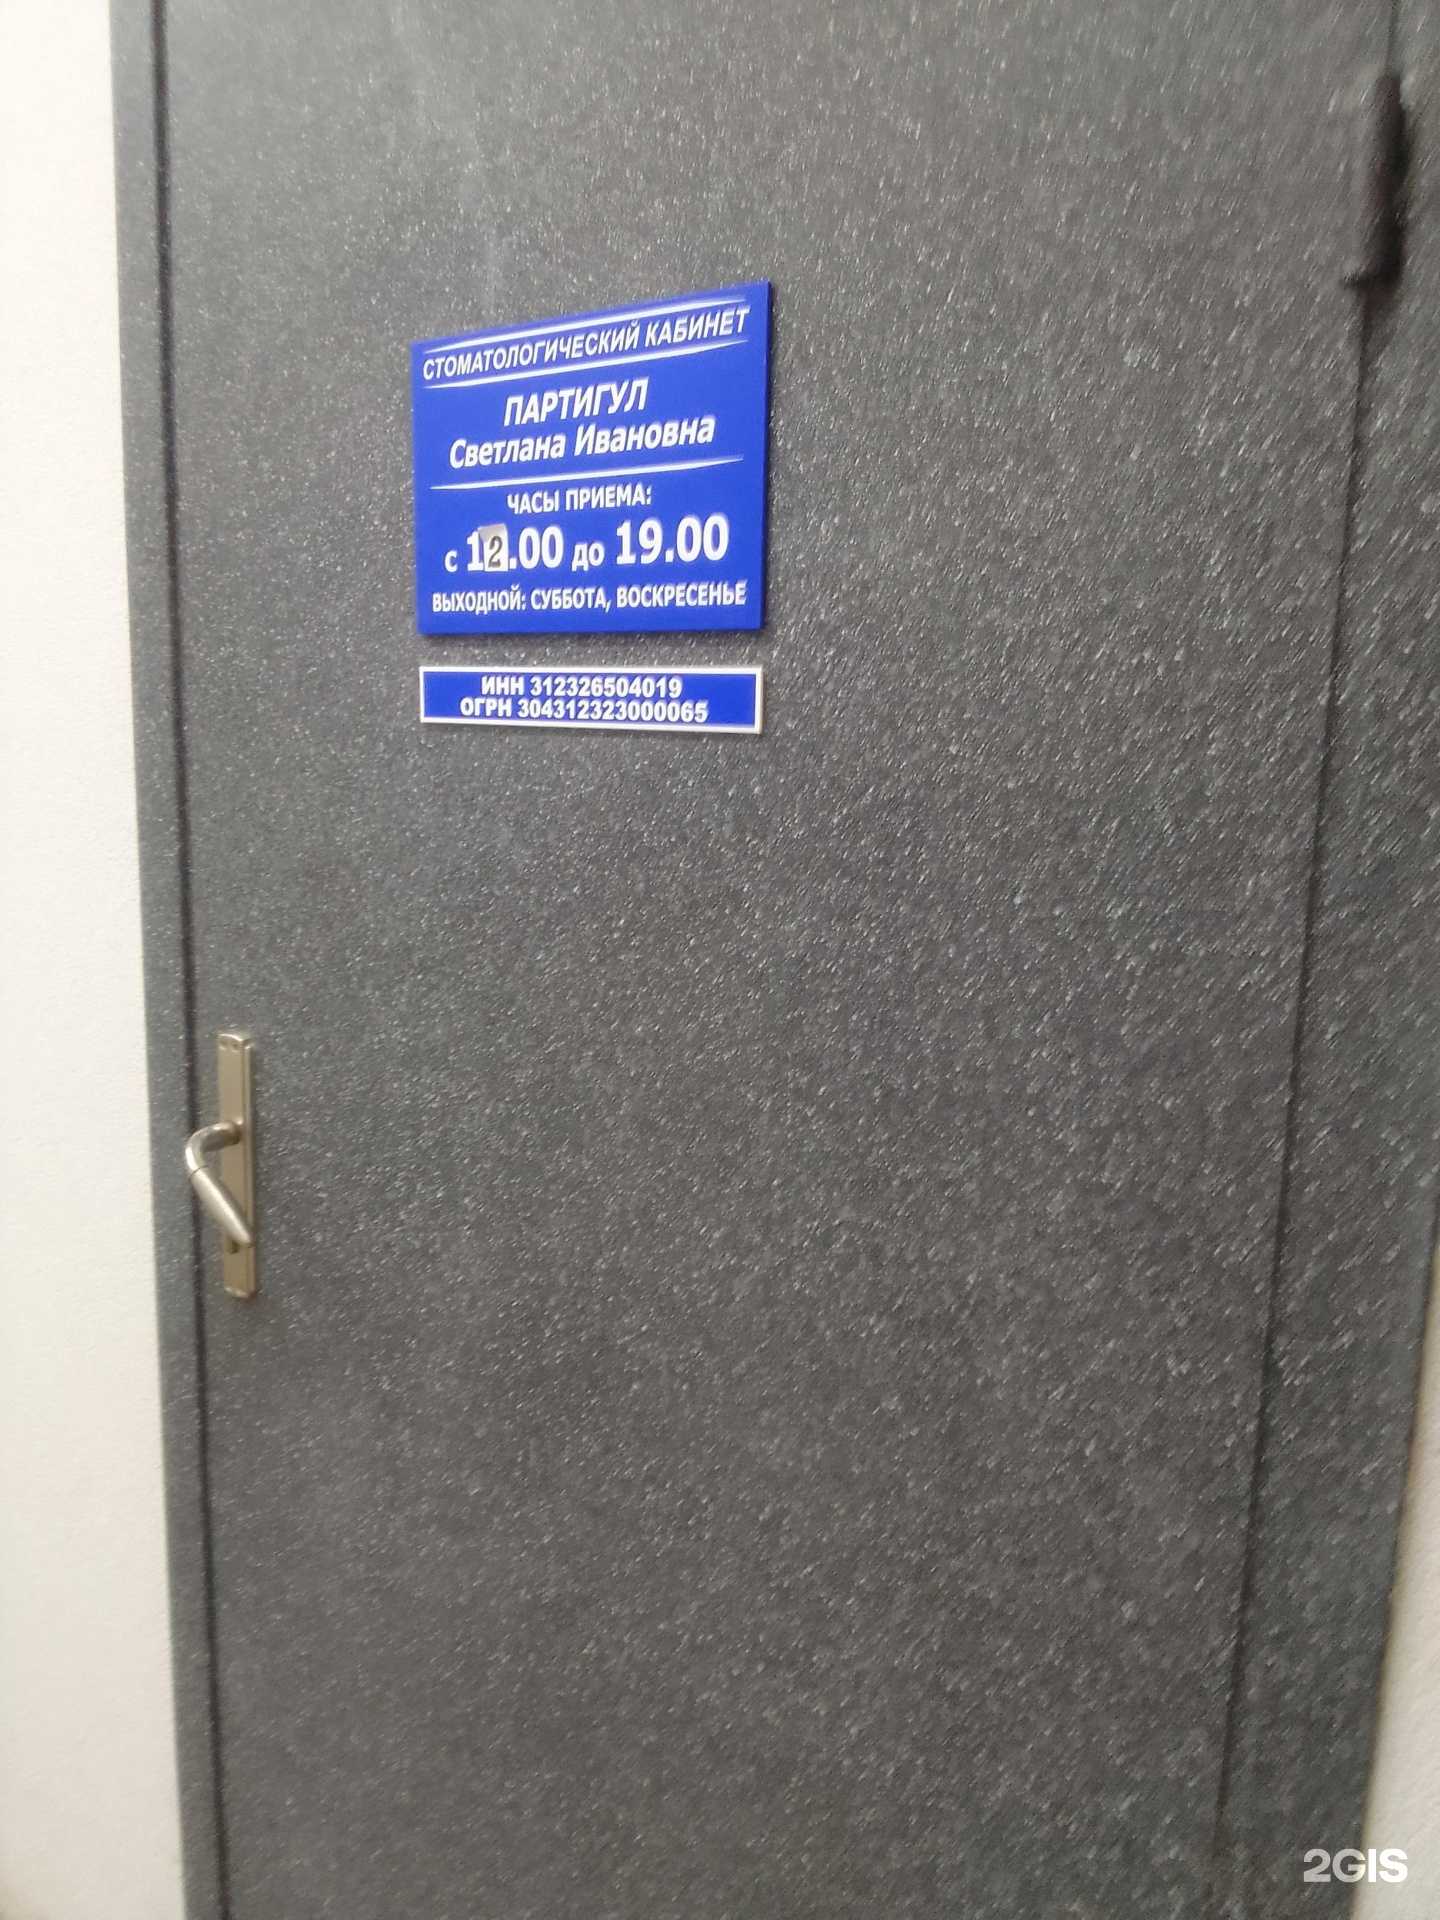 СТОМАТОЛОГИЧЕСКИЙ КАБИНЕТ
ПАРТИГУЛ
Светлана Ивановна
ЧАСЫ ПРИЕМА:
с 12.00 до 19.00
ВЫХОДНОЙ: СУББОТА, ВОСКРЕСЕНЬЕ
ИНН 312326504019
ОГРН 304312323000065
2GIS